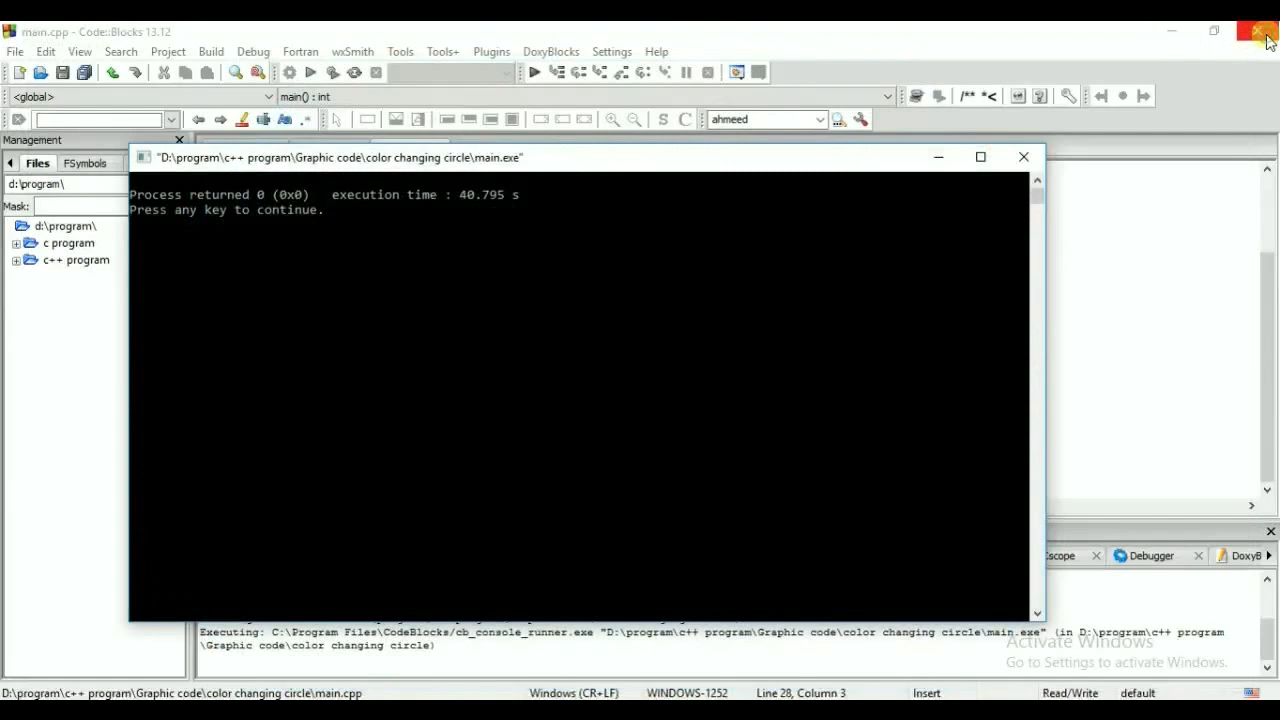 main.cpp - Code::Blocks 13.12
File Edit View Search Project Build Debug Fortran wxSmith Tools Tools+ Plugins DoxyBlocks Settings Help
<global> main() : int /** *<
.* S C ahmeed
Management
Files FSymbols
"D:\program\c++ program\Graphic code\color changing circle\main.exe"
d:\program\
Mask:
d:\program\
c program
c++ program
Process returned 0 (0x0) execution time : 40.795 s
Press any key to continue.
Cscope Debugger DoxyB
Executing: C:\Program Files\CodeBlocks/cb_console_runner.exe "D:\program\c++ program\Graphic code\color changing circle\main.exe" (in D:\program\c++ program
\Graphic code\color changing circle)
Activate Windows
Go to Settings to activate Windows.
D:\program\c++ program\Graphic code\color changing circle\main.cpp Windows (CR+LF) WINDOWS-1252 Line 28, Column 3 Insert Read/Write default